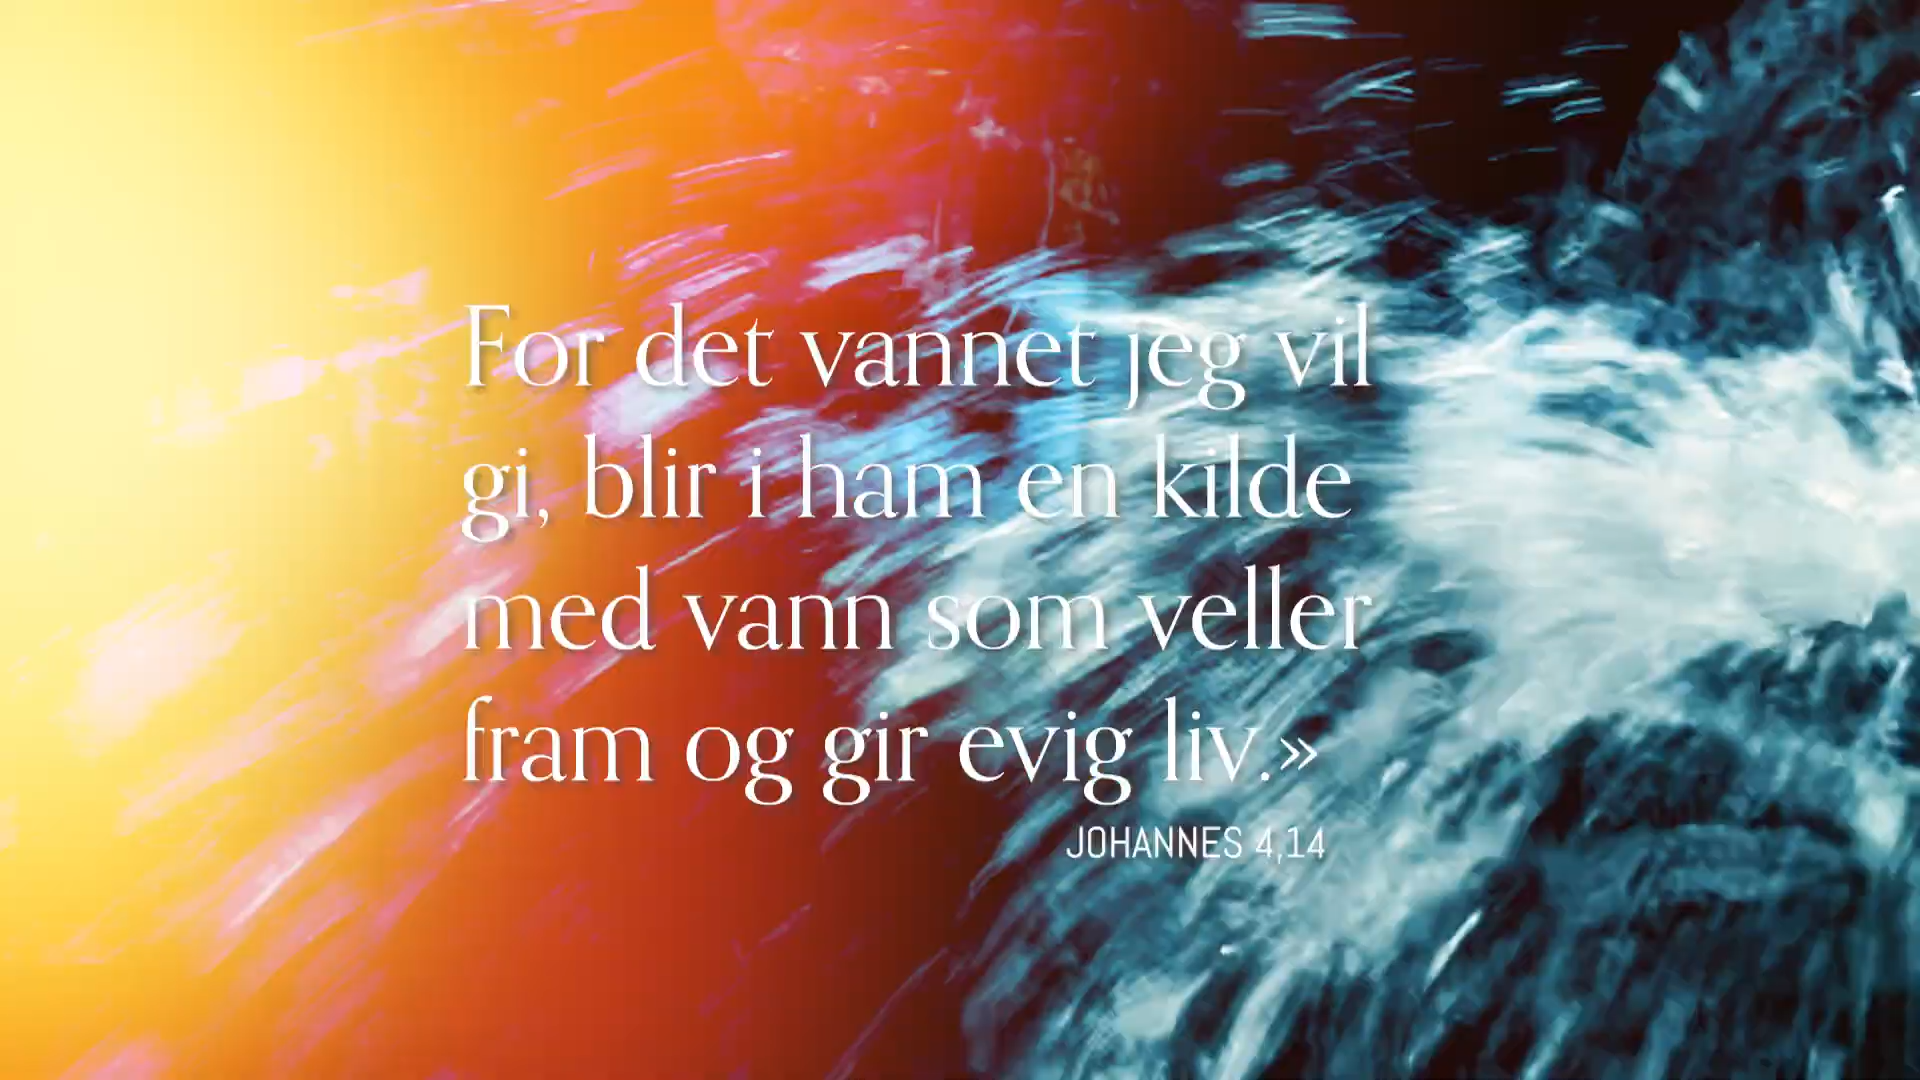 For det vannet jeg vil
gi, blir i ham en kilde
med vann som veller
fram og gir evig liv.»
JOHANNES 4,14